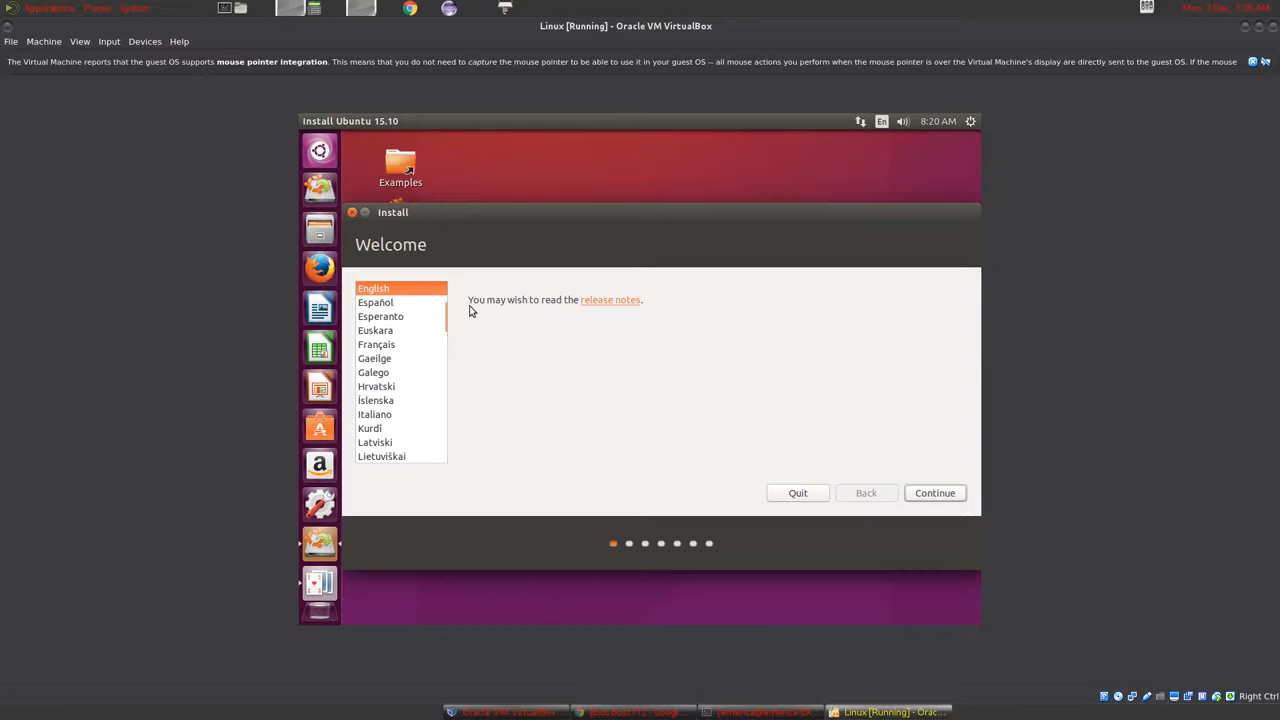 Applications Places System
Linux [Running] - Oracle VM VirtualBox
File Machine View Input Devices Help
The Virtual Machine reports that the guest OS supports mouse pointer integration. This means that you do not need to capture the mouse pointer to be able to use it in your guest OS -- all mouse actions you perform when the mouse pointer is over the Virtual Machine's display are directly sent to the guest OS. If the mouse
Install Ubuntu 15.10
En
8:20 AM
Examples
Install
Welcome
English
Español
Esperanto
Euskara
Français
Gaeilge
Galego
Hrvatski
Íslenska
Italiano
Kurdî
Latviski
Lietuviškai
You may wish to read the release notes.
Quit
Back
Continue
Right Ctrl
Linux [Running] - Orac...